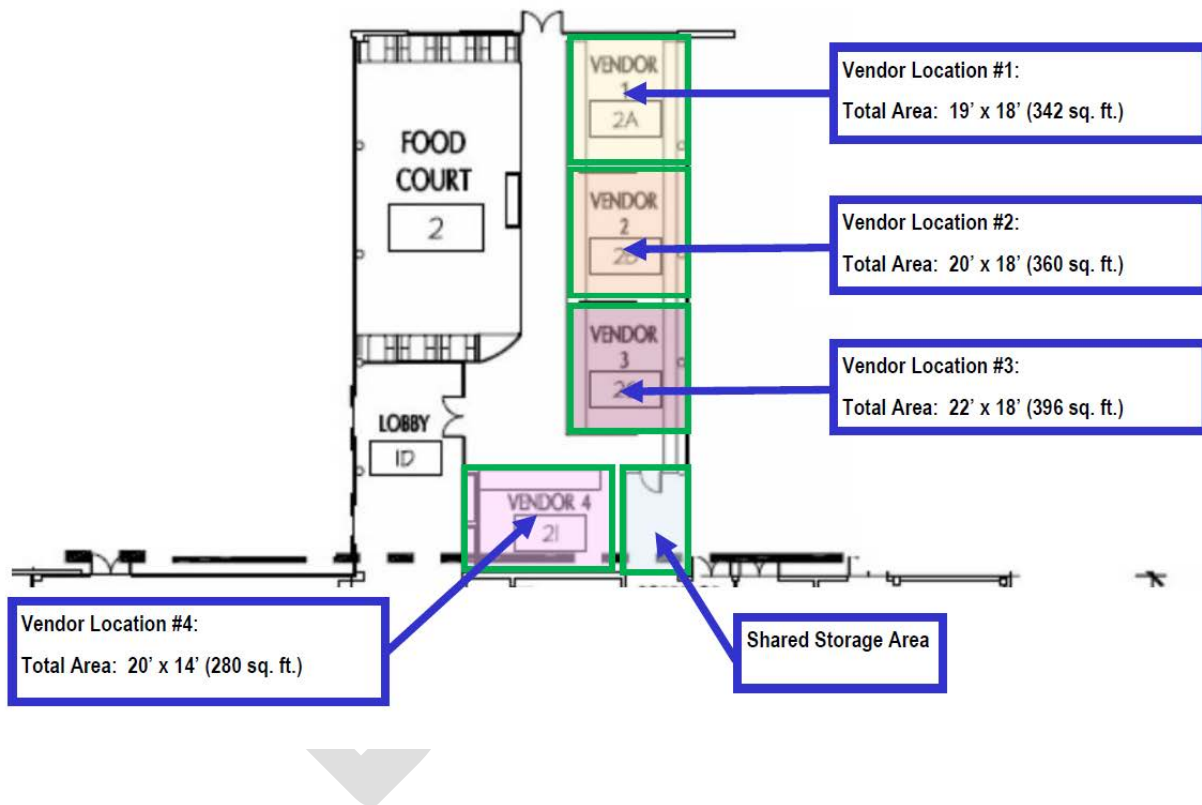 VENDOR
1
2A
FOOD
COURT
2
VENDOR
2
VENDOR
3
LOBBY
1D
VENDOR 4
21
Vendor Location #1:
Total Area: 19’ x 18’ (342 sq. ft.)
Vendor Location #2:
Total Area: 20’ x 18’ (360 sq. ft.)
Vendor Location #3:
Total Area: 22’ x 18’ (396 sq. ft.)
Vendor Location #4:
Total Area: 20’ x 14’ (280 sq. ft.)
Shared Storage Area